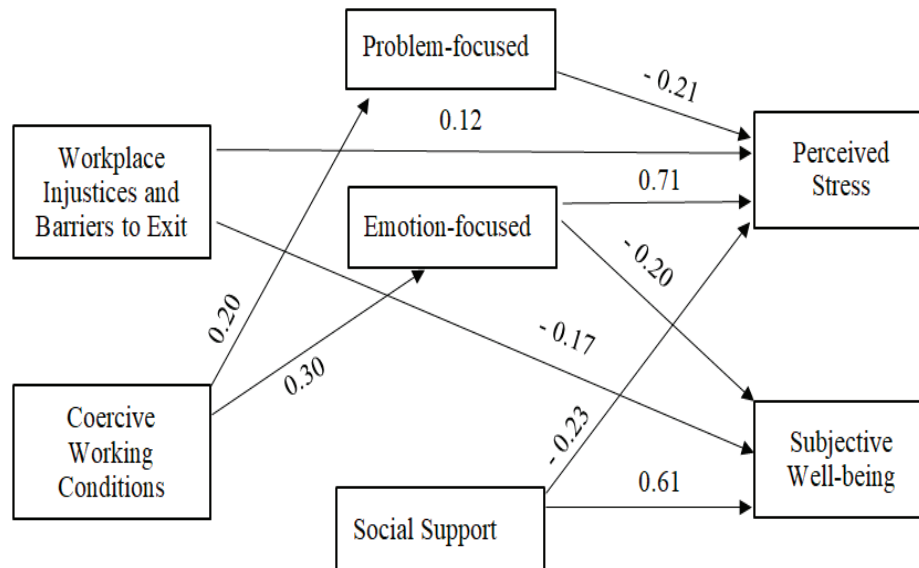 Problem-focused
- 0.21
0.12
Workplace
Injustices and
Barriers to Exit
Perceived
Stress
0.71
Emotion-focused
- 0.20
0.20
- 0.17
0.30
Coercive
Working
Conditions
- 0.23
Subjective
Well-being
0.61
Social Support